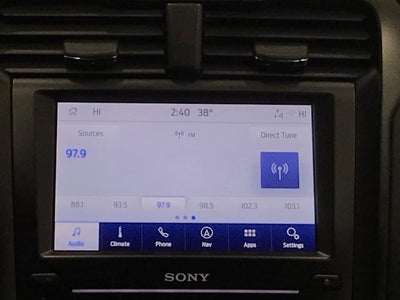 HI 2:40 38° HI
Sources FM Direct Tune
97.9
88.1 93.5 97.9 98.5 102.3 103.1
Audio Climate Phone Nav Apps Settings
SONY